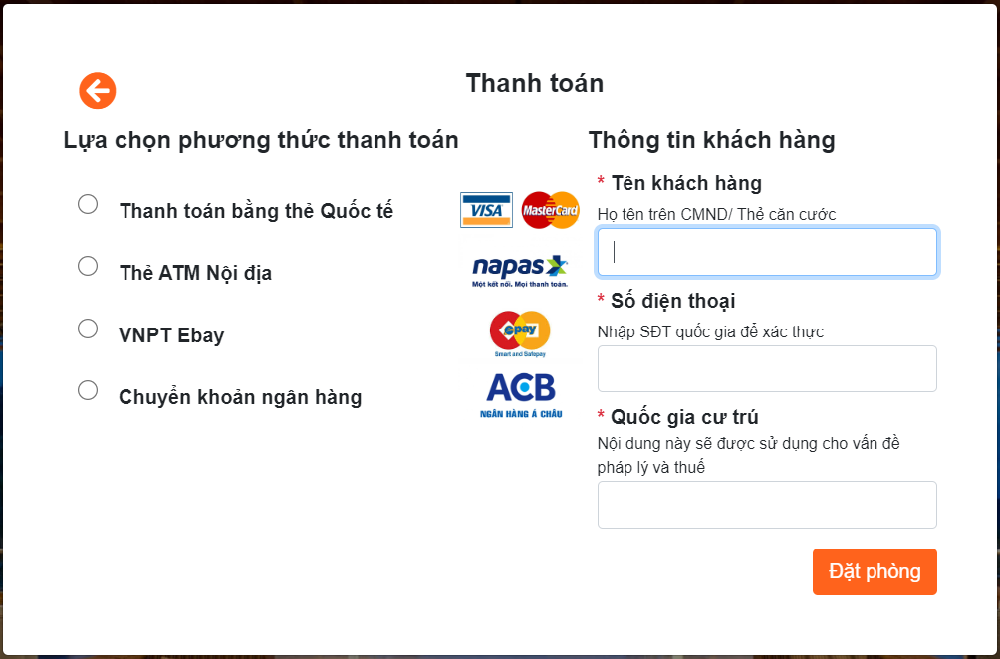 Thanh toán
Lựa chọn phương thức thanh toán
Thanh toán bằng thẻ Quốc tế
VISA
MasterCard
Thẻ ATM Nội địa
napas
Một kết nối. Mọi thanh toán.
VNPT Ebay
epay
Smart and Safepay
Chuyển khoản ngân hàng
ACB
NGÂN HÀNG Á CHÂU
Thông tin khách hàng
* Tên khách hàng
Họ tên trên CMND/ Thẻ căn cước
* Số điện thoại
Nhập SĐT quốc gia để xác thực
* Quốc gia cư trú
Nội dung này sẽ được sử dụng cho vấn đề
pháp lý và thuế
Đặt phòng